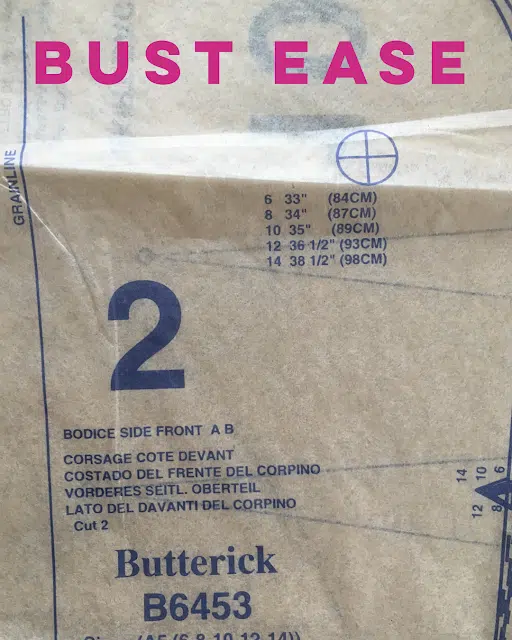 BUST EASE
GRAINLINE
6 33" (84CM)
8 34" (87CM)
10 35" (89CM)
12 36 1/2" (93CM)
14 38 1/2" (98CM)
2
BODICE SIDE FRONT A B
CORSAGE COTE DEVANT
COSTADO DEL FRENTE DEL CORPINO
VORDERES SEITL. OBERTEIL
LATO DEL DAVANTI DEL CORPINO
Cut 2
14
10
6
12
8
Butterick
B6453